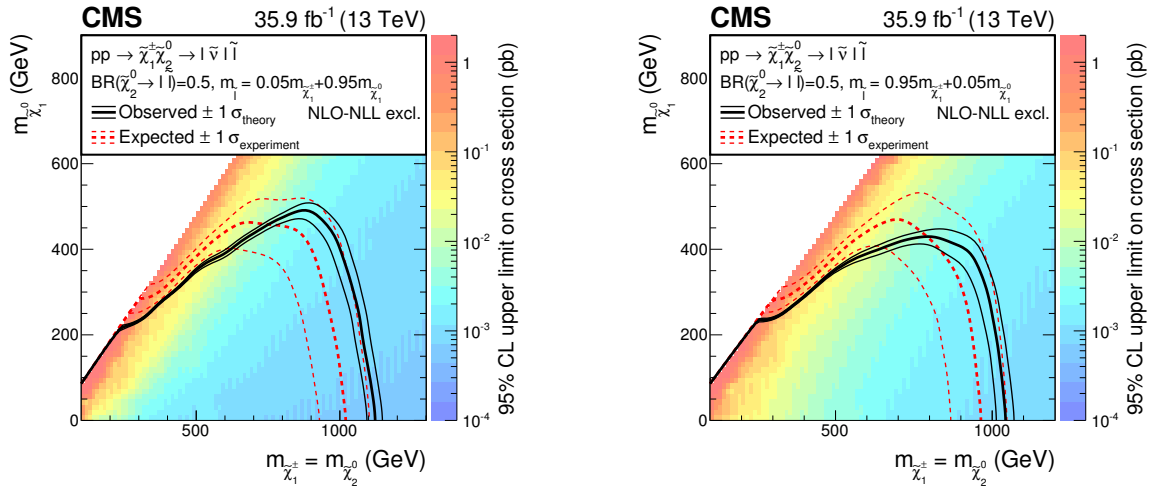 CMS 35.9 fb⁻¹ (13 TeV)
pp → χ̃₁^± χ̃₂⁰ → l ν̃ l l̃
BR(χ̃₂⁰ → l l̃)=0.5, m_l̃ = 0.05m_χ̃₁^±+0.95m_χ̃₁⁰
Observed ± 1 σ_theory NLO-NLL excl.
Expected ± 1 σ_experiment
m_χ̃₁⁰ (GeV)
800
600
400
200
0
500 1000
m_χ̃₁^± = m_χ̃₂⁰ (GeV)
1
10⁻¹
10⁻²
10⁻³
10⁻⁴
95% CL upper limit on cross section (pb)
CMS 35.9 fb⁻¹ (13 TeV)
pp → χ̃₁^± χ̃₂⁰ → l ν̃ l l̃
BR(χ̃₂⁰ → l l̃)=0.5, m_l̃ = 0.95m_χ̃₁^±+0.05m_χ̃₁⁰
Observed ± 1 σ_theory NLO-NLL excl.
Expected ± 1 σ_experiment
m_χ̃₁⁰ (GeV)
800
600
400
200
0
500 1000
m_χ̃₁^± = m_χ̃₂⁰ (GeV)
1
10⁻¹
10⁻²
10⁻³
10⁻⁴
95% CL upper limit on cross section (pb)